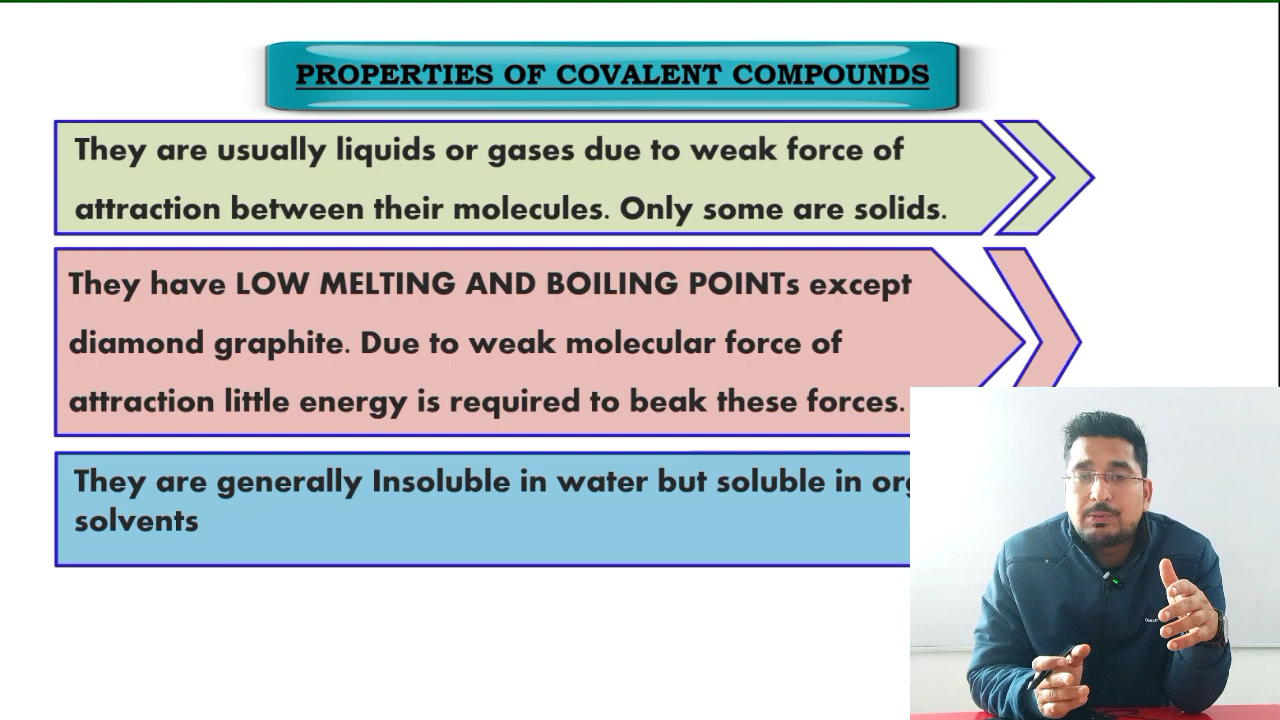 PROPERTIES OF COVALENT COMPOUNDS
They are usually liquids or gases due to weak force of
attraction between their molecules. Only some are solids.
They have LOW MELTING AND BOILING POINTs except
diamond graphite. Due to weak molecular force of
attraction little energy is required to beak these forces.
They are generally Insoluble in water but soluble in
solvents